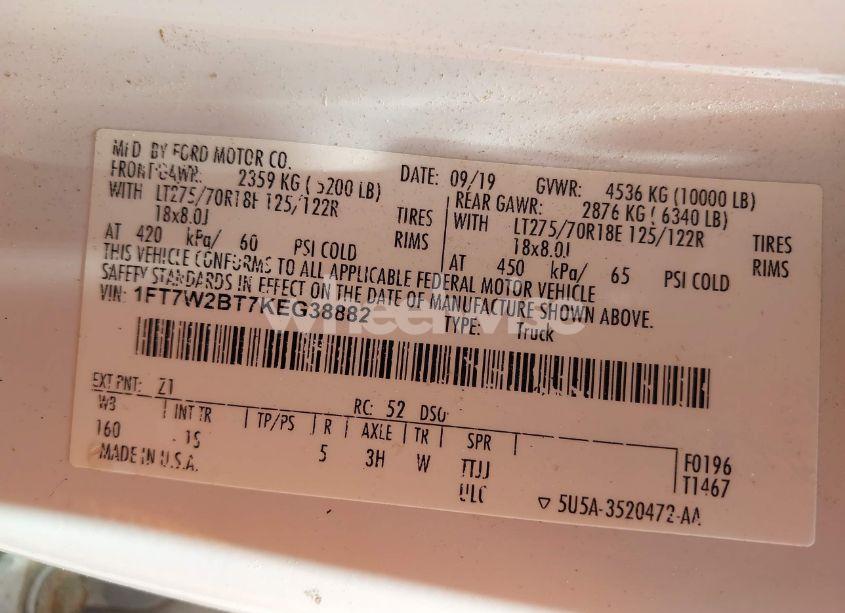 MFD. BY FORD MOTOR CO. DATE: 09/19 GVWR: 4536 KG (10000 LB)
FRONT GAWR: 2359 KG (5200 LB) REAR GAWR: 2876 KG (6340 LB)
WITH LT275/70R18E 125/122R TIRES WITH LT275/70R18E 125/122R TIRES
18x8.0J RIMS 18x8.0J RIMS
AT 420 kPa/ 60 PSI COLD AT 450 kPa/ 65 PSI COLD
THIS VEHICLE CONFORMS TO ALL APPLICABLE FEDERAL MOTOR VEHICLE
SAFETY STANDARDS IN EFFECT ON THE DATE OF MANUFACTURE SHOWN ABOVE.
VIN: 1FT7W2BT7KEG38882 TYPE: Truck
wheelwise
EXT PNT: Z1 RC: 52 DSO:
WB INT TR TP/PS R AXLE TR SPR
160 5 3H W TTJJ F0196
MADE IN U.S.A. T1467
5U5A-3520472-AA